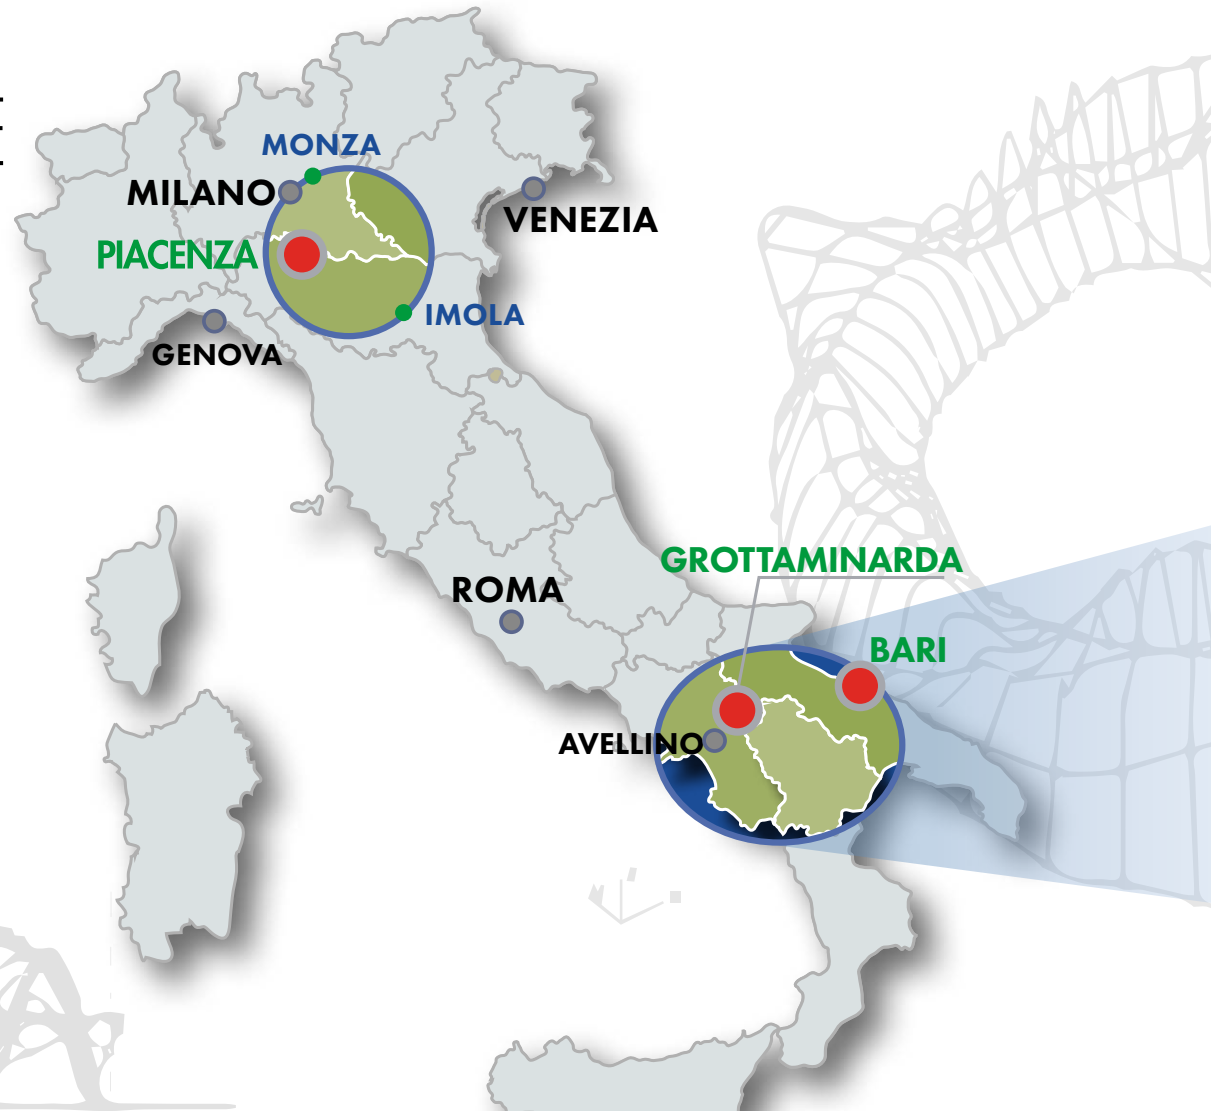 MONZA
MILANO
VENEZIA
PIACENZA
IMOLA
GENOVA
GROTTAMINARDA
ROMA
BARI
AVELLINO